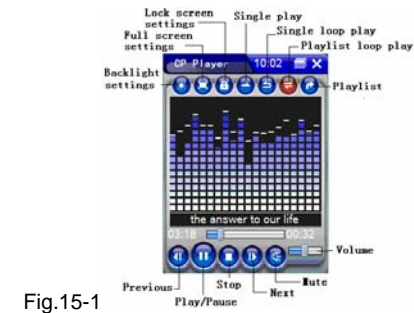 Lock screen settings
Single play
Full screen settings
Single loop play
Playlist loop play
CP Player 10:02
Backlight settings
Playlist
the answer to our life
03:18 00:32
Volume
Previous
Play/Pause
Stop
Next
Mute
Fig.15-1